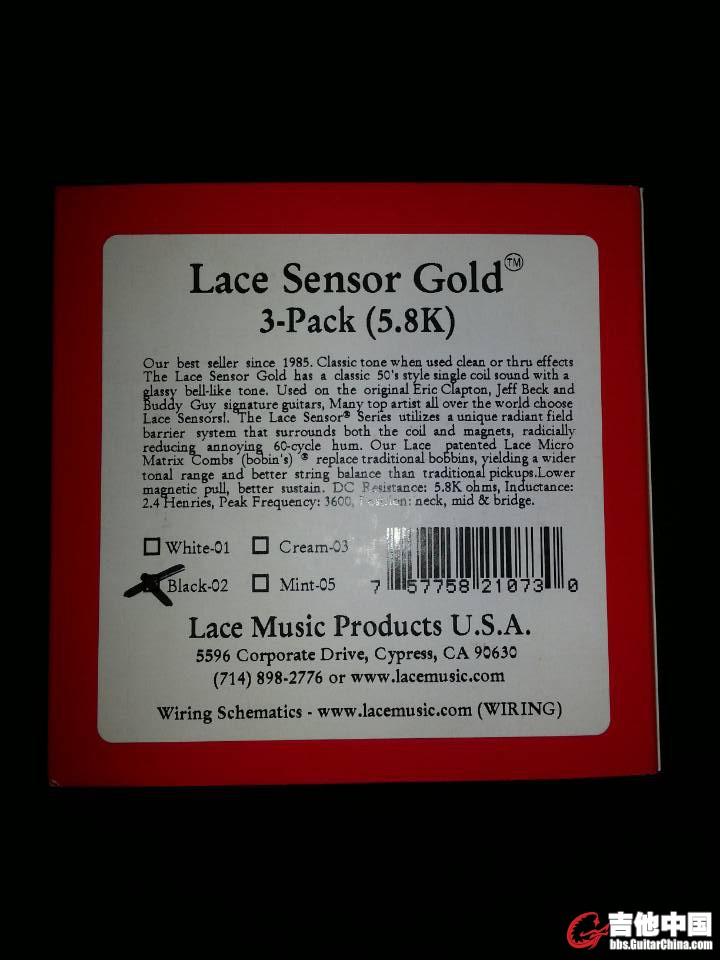 Lace Sensor Gold™
3-Pack (5.8K)
Our best seller since 1985. Classic tone when used clean or thru effects
The Lace Sensor Gold has a classic 50's style single coil sound with a
glassy bell-like tone. Used on the original Eric Clapton, Jeff Beck and
Buddy Guy signature guitars, Many top artist all over the world choose
Lace Sensors!. The Lace Sensor® Series utilizes a unique radiant field
barrier system that surrounds both the coil and magnets, radically
reducing annoying 60-cycle hum. Our Lace patented Lace Micro
Matrix Combs (bobin's) ® replace traditional bobbins, yielding a wider
tonal range and better string balance than traditional pickups.Lower
magnetic pull, better sustain. DC Resistance: 5.8K ohms, Inductance:
2.4 Henries, Peak Frequency: 3600, Position: neck, mid & bridge.
White-01 Cream-03
Black-02 Mint-05
7 57758 21073 0
Lace Music Products U.S.A.
5596 Corporate Drive, Cypress, CA 90630
(714) 898-2776 or www.lacemusic.com
Wiring Schematics - www.lacemusic.com (WIRING)
吉他中国
bbs.GuitarChina.com